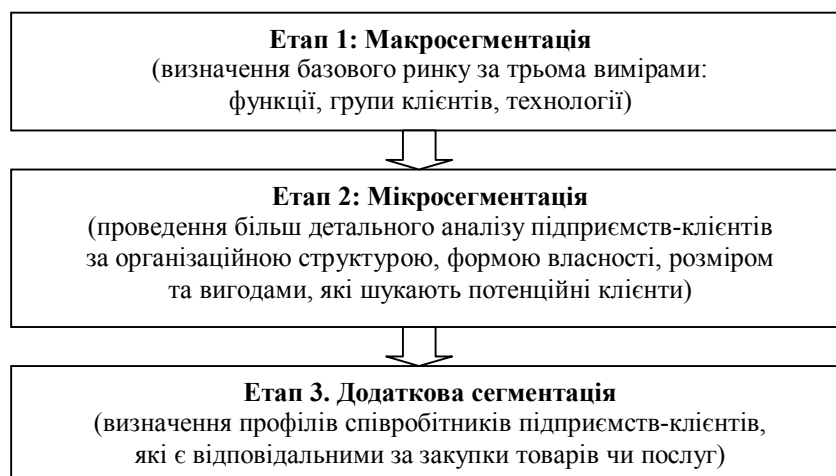 Етап 1: Макросегментація
(визначення базового ринку за трьома вимірами:
функції, групи клієнтів, технології)
Етап 2: Мікросегментація
(проведення більш детального аналізу підприємств-клієнтів
за організаційною структурою, формою власності, розміром
та вигодами, які шукають потенційні клієнти)
Етап 3. Додаткова сегментація
(визначення профілів співробітників підприємств-клієнтів,
які є відповідальними за закупки товарів чи послуг)